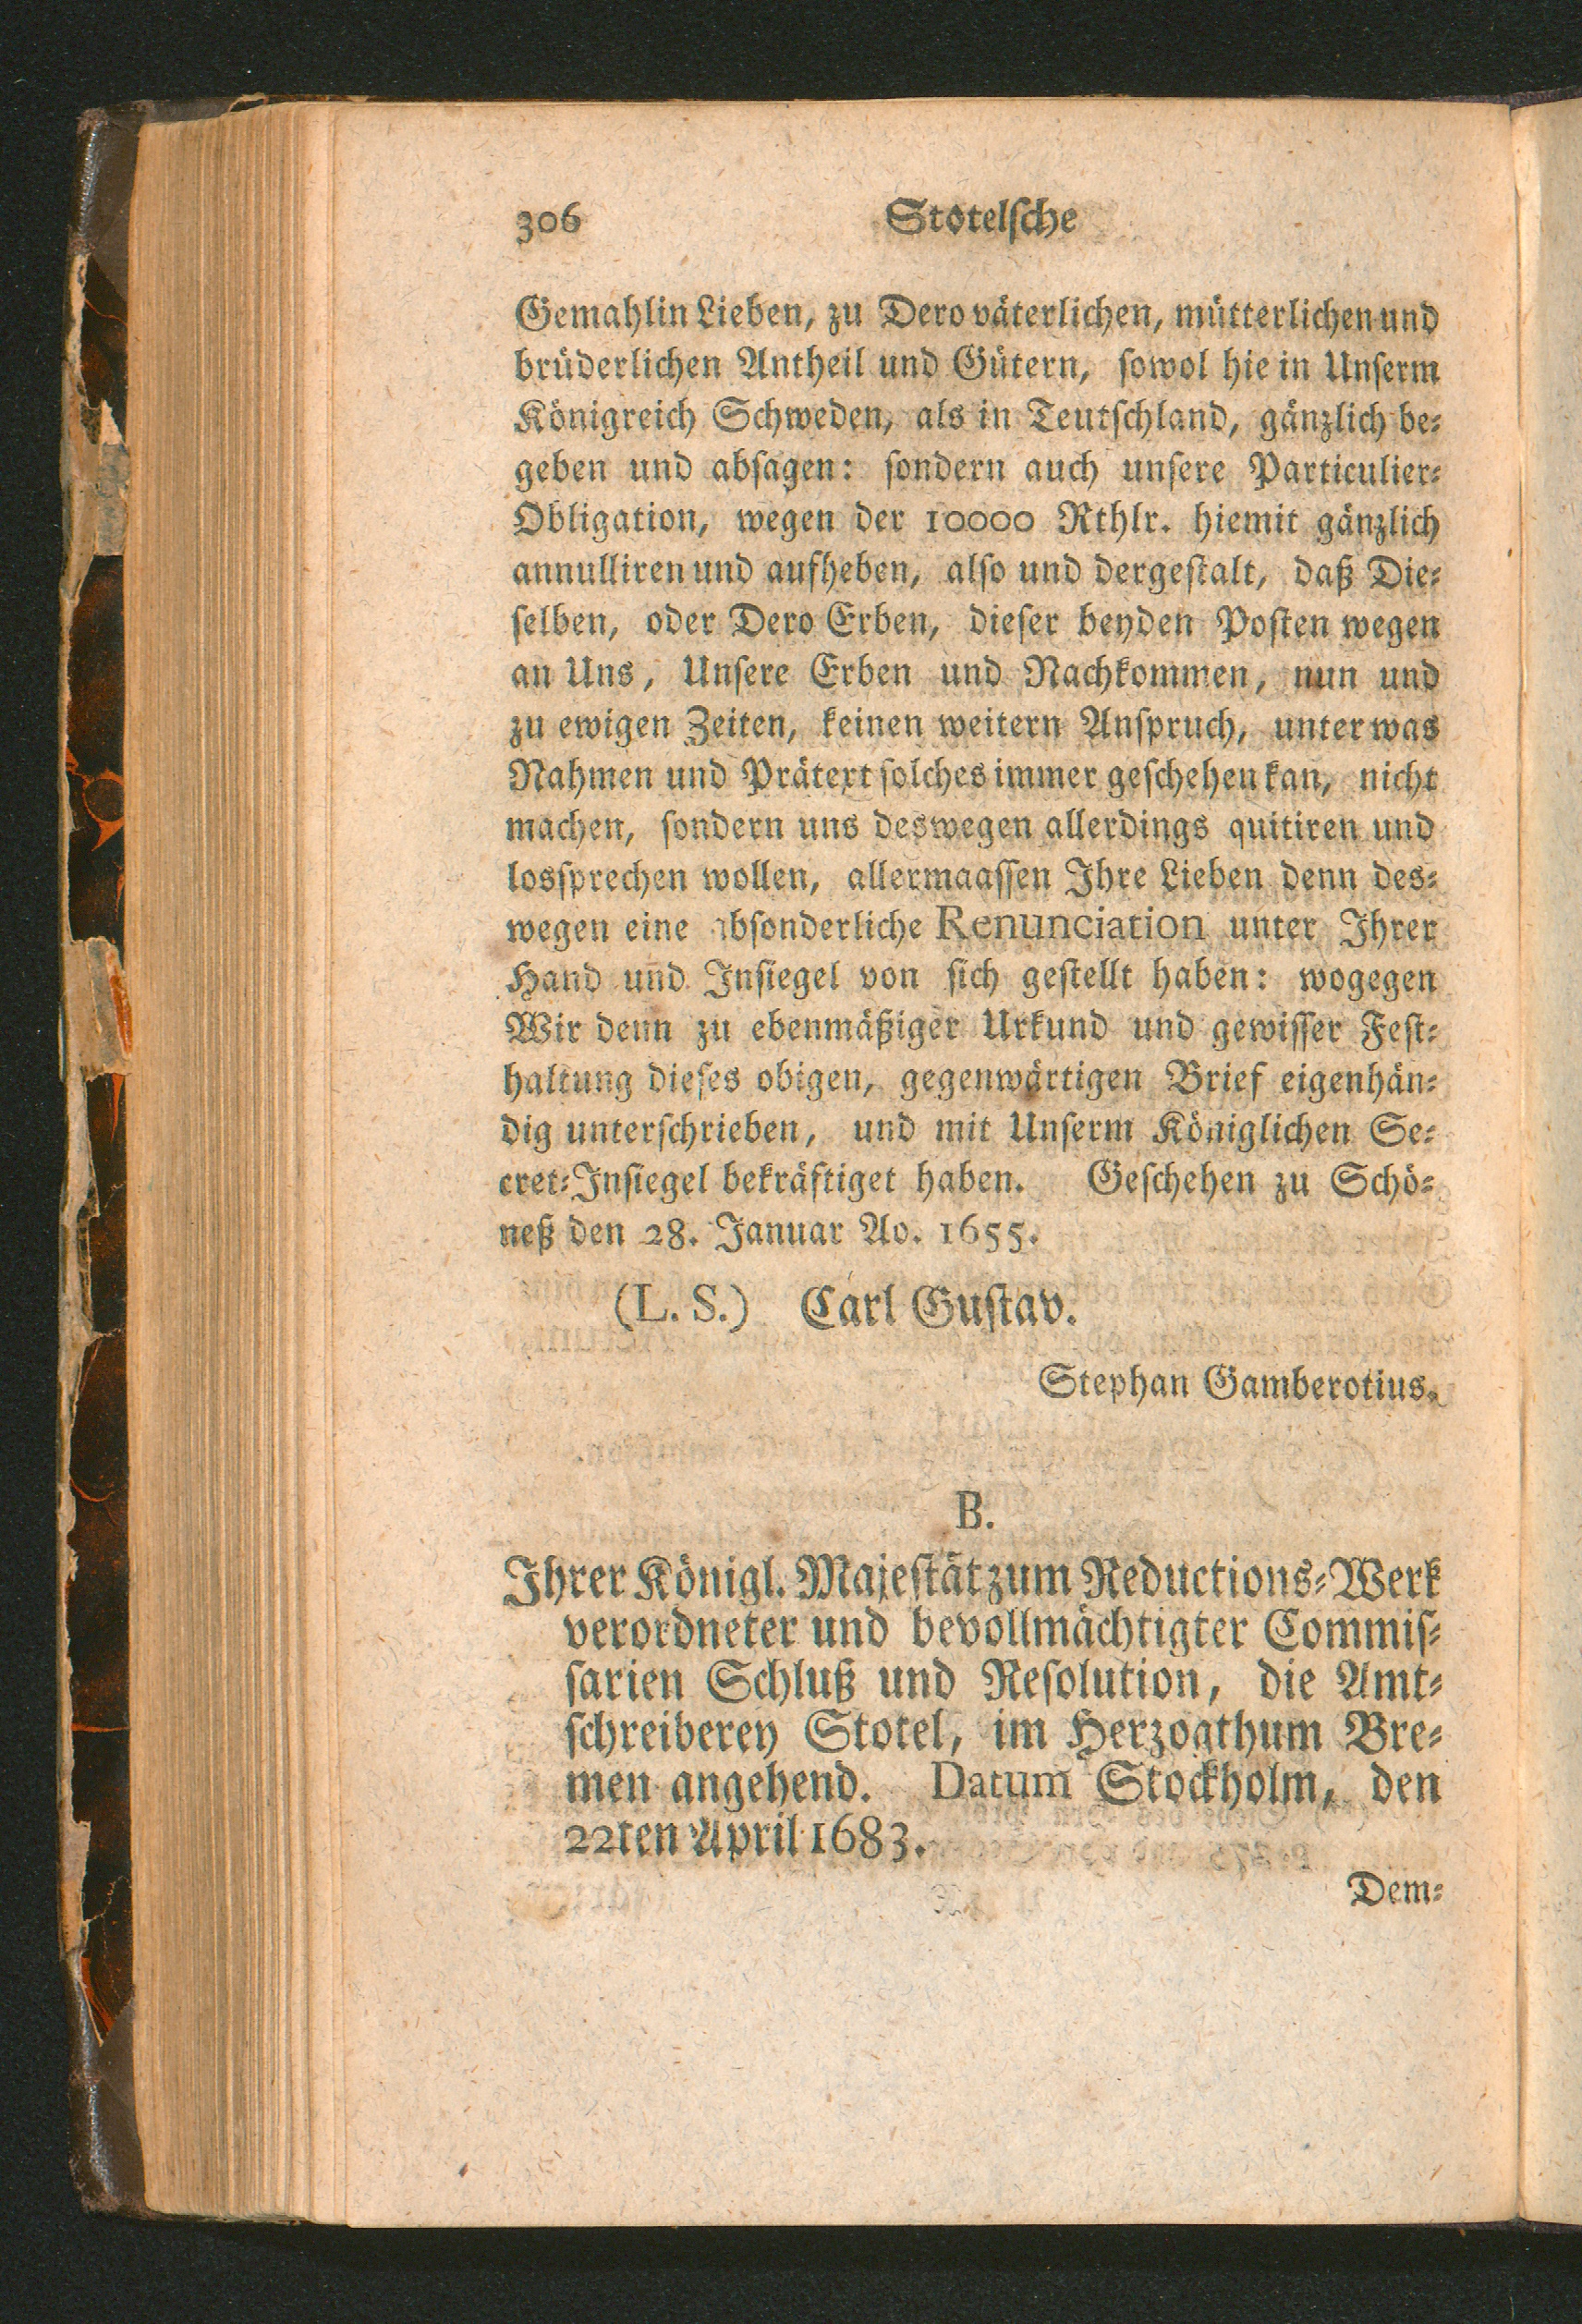 306 Stotelsche
Gemahlin Lieben, zu Dero väterlichen, mütterlichen und
brüderlichen Antheil und Gütern, sowol hie in Unserm
Königreich Schweden, als in Teutschland, gänzlich be-
geben und absagen: sondern auch unsere Particulier-
Obligation, wegen der 10000 Rthlr. hiemit gänzlich
annulliren und aufheben, also und dergestalt, daß Die-
selben, oder Dero Erben, dieser beyden Posten wegen
an Uns, Unsere Erben und Nachkommen, nun und
zu ewigen Zeiten, keinen weitern Anspruch, unter was
Nahmen und Prätext solches immer geschehen kan, nicht
machen, sondern uns deswegen allerdings quitiren und
lossprechen wollen, allermaassen Ihre Lieben denn des-
wegen eine absonderliche Renunciation unter Ihrer
Hand und Insiegel von sich gestellt haben: wogegen
Wir denn zu ebenmäßiger Urkund und gewisser Fest-
haltung dieses obigen, gegenwärtigen Brief eigenhän-
dig unterschrieben, und mit Unserm Königlichen Se-
cret-Insiegel bekräftiget haben. Geschehen zu Schö-
neß den 28. Januar Ao. 1655.
(L. S.) Carl Gustav.
Stephan Gamberotius.
B.
Ihrer Königl. Majestät zum Reductions-Werk
verordneter und bevollmächtigter Commis-
sarien Schluß und Resolution, die Amt-
schreiberey Stotel, im Herzogthum Bre-
men angehend. Datum Stockholm, den
22ten April 1683.
Dem-